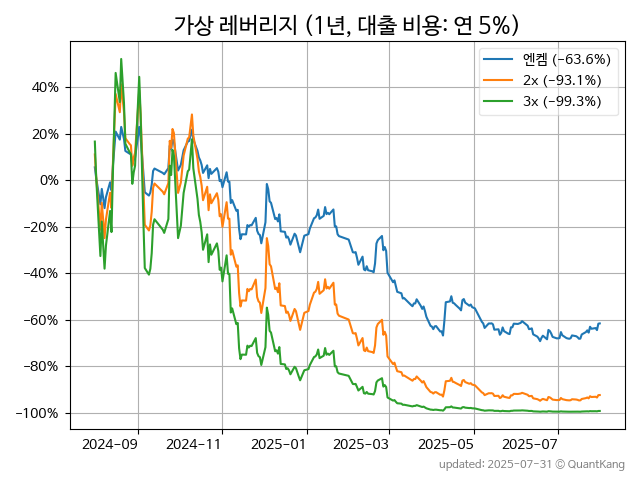 가상 레버리지 (1년, 대출 비용: 연 5%)
엔켐 (−63.6%)
2x (−93.1%)
3x (−99.3%)
40%
20%
0%
−20%
−40%
−60%
−80%
−100%
2024-09 2024-11 2025-01 2025-03 2025-05 2025-07
updated: 2025-07-31 © QuantKang